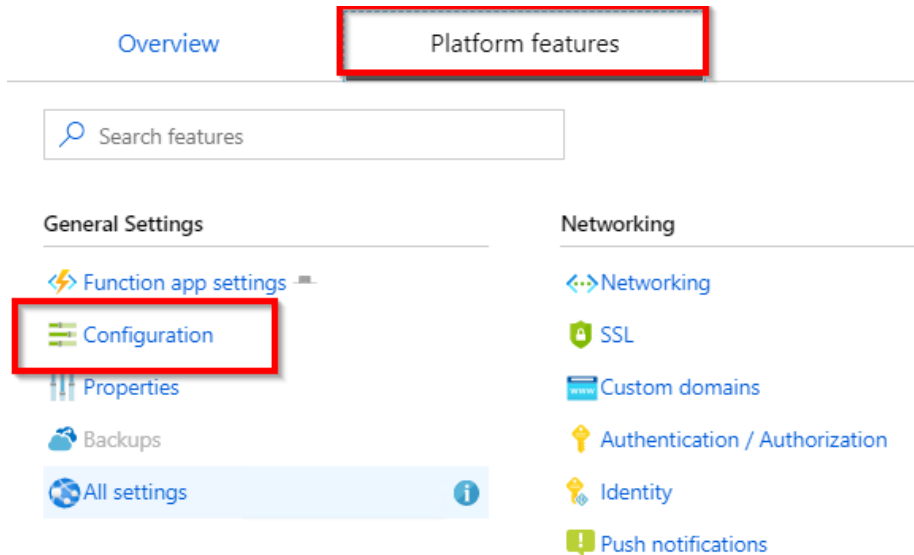 Overview
Platform features
Search features
General Settings
Function app settings
Configuration
Properties
Backups
All settings
Networking
Networking
SSL
www
Custom domains
Authentication / Authorization
Identity
Push notifications